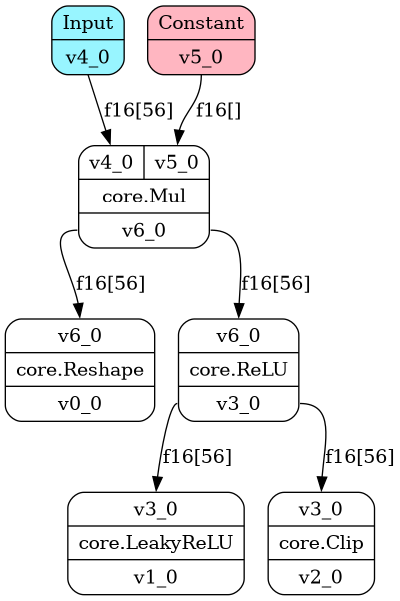 Input
v4_0
Constant
v5_0
f16[56]
f16[]
v4_0 v5_0
core.Mul
v6_0
f16[56]
f16[56]
v6_0
core.Reshape
v0_0
v6_0
core.ReLU
v3_0
f16[56]
f16[56]
v3_0
core.LeakyReLU
v1_0
v3_0
core.Clip
v2_0